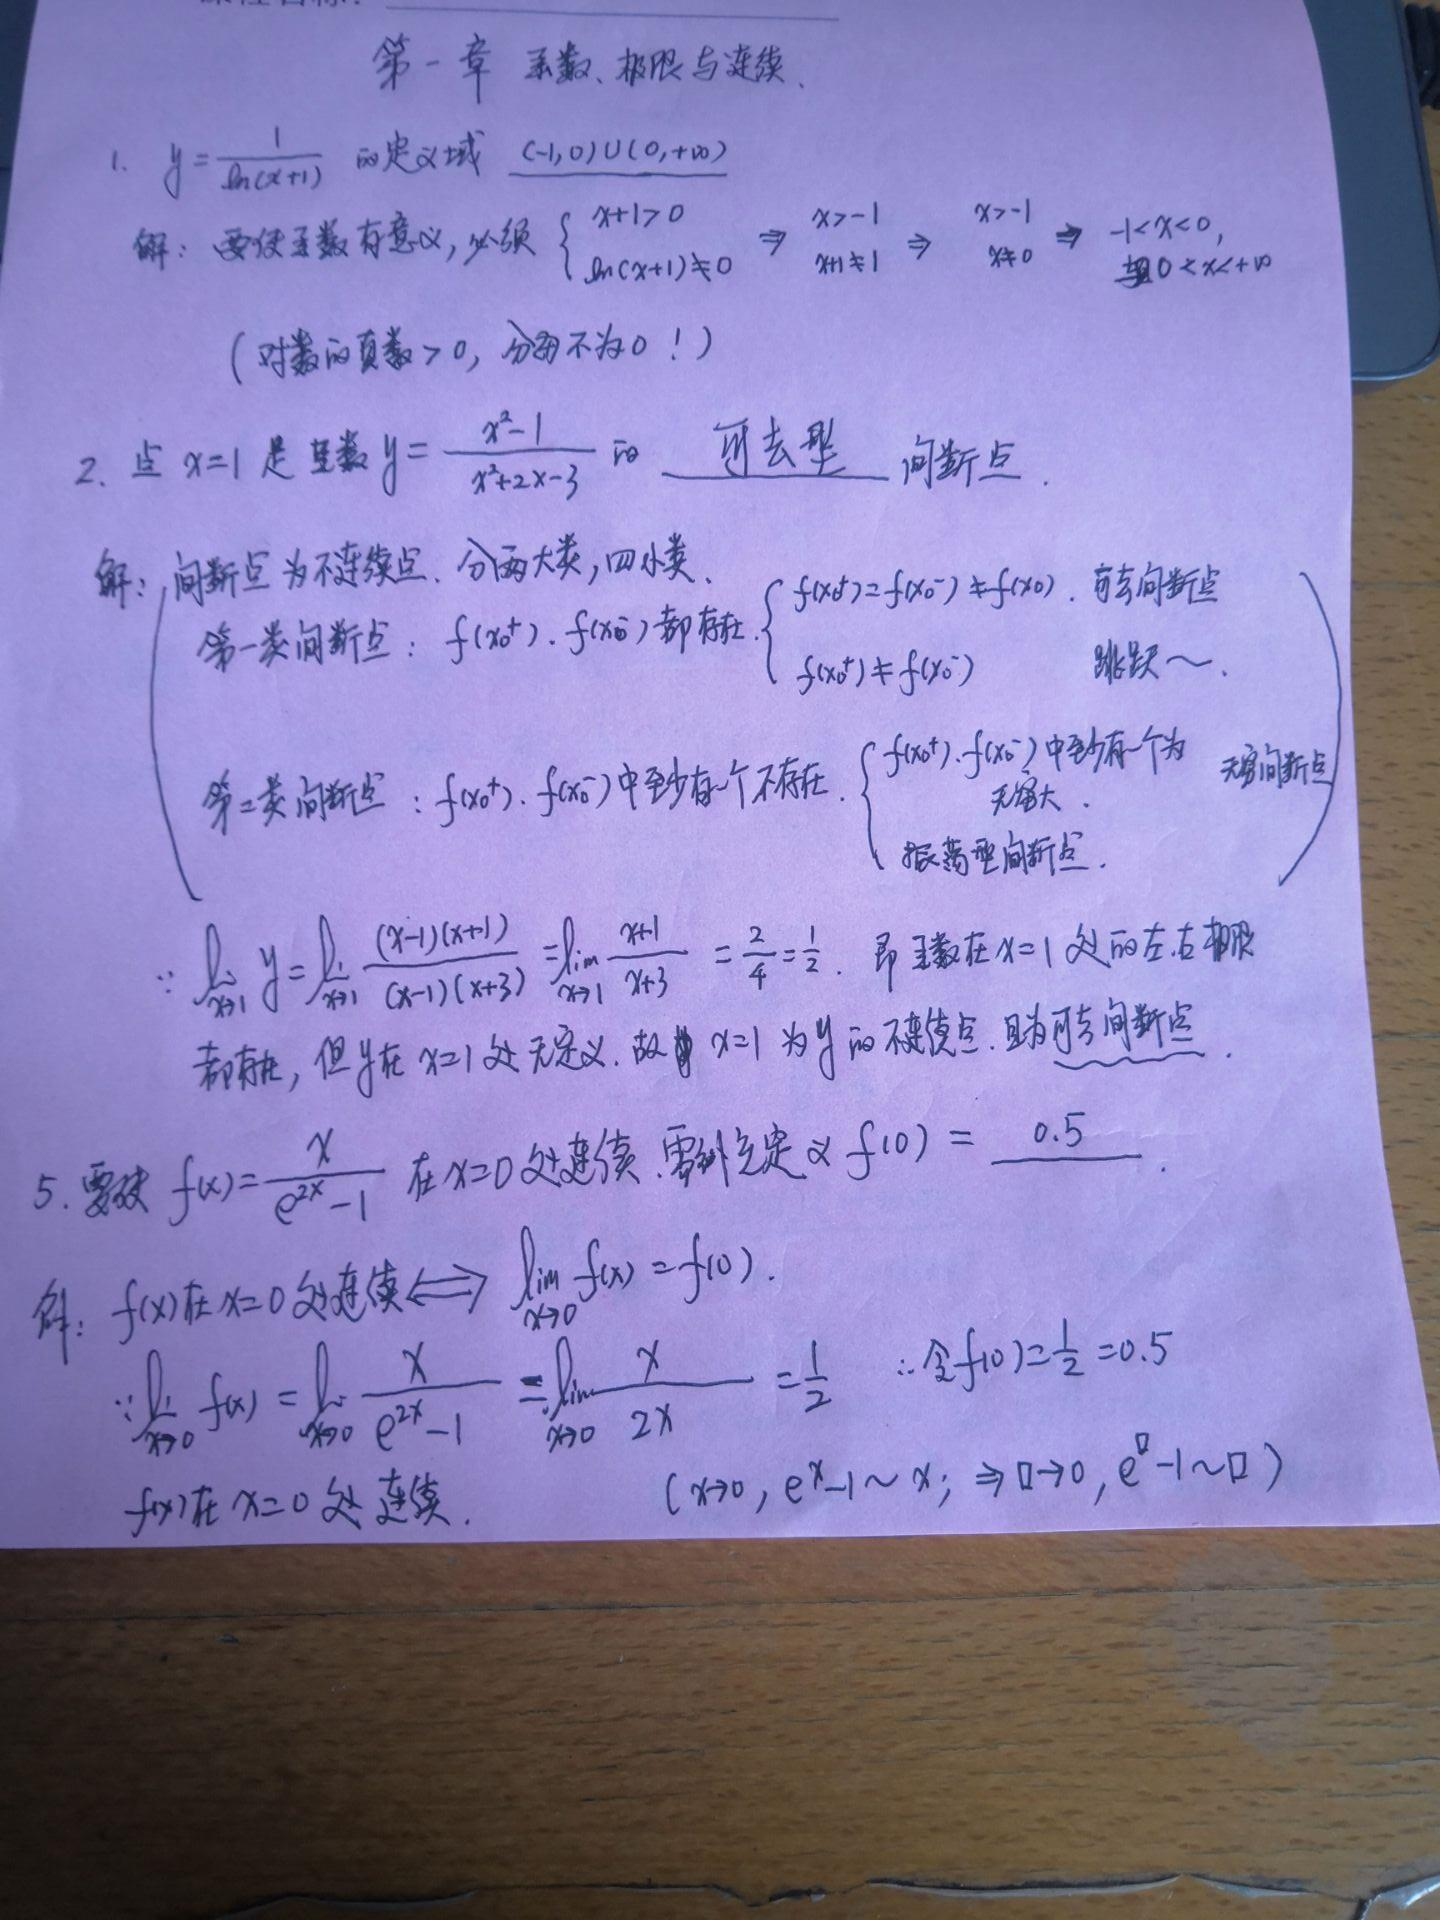 第一章 函数、极限与连续.
1. y=1/ln(x+1) 的定义域 (-1,0)∪(0,+∞)
解: 要使函数有意义, 必须 { x+1>0 ⇒ x>-1 ⇒ x>-1 ⇒ -1<x<0,
ln(x+1)≠0 x+1≠1 x≠0 0<x<+∞
(对数的真数>0, 分母不为0!)
2. 点 x=1 是函数 y=(x²-1)/(x²+2x-3) 的 可去型 间断点.
解: 间断点为不连续点. 分两大类, 四小类.
第一类间断点: f(x₀⁺). f(x₀⁻)都存在. { f(x₀⁺)=f(x₀⁻)≠f(x₀). 可去间断点
f(x₀⁺)≠f(x₀⁻) 跳跃~.
第二类间断点: f(x₀⁺). f(x₀⁻)中至少有一个不存在. { f(x₀⁺). f(x₀⁻)中至少有一个为 无穷间断点
无穷大.
振荡型间断点.
∵ lim x→1 y = lim x→1 (x-1)(x+1)/(x-1)(x+3) = lim x→1 (x+1)/(x+3) = 2/4 = 1/2. 即函数在x=1处的左.右极限
都存在, 但y在x=1处无定义. 故 x=1 为y的不连续点. 且为可去间断点.
5. 要使 f(x)=x/(e^{2x}-1) 在x=0处连续. 需补充定义 f(0)= 0.5.
解: f(x)在x=0处连续⟺ lim x→0 f(x)=f(0).
∵ lim x→0 f(x) = lim x→0 x/(e^{2x}-1) = lim x→0 x/2x = 1/2 ∴令f(0)=1/2=0.5
f(x)在x=0处连续. (x→0, e^x-1~x; ⇒□→0, e^□-1~□)